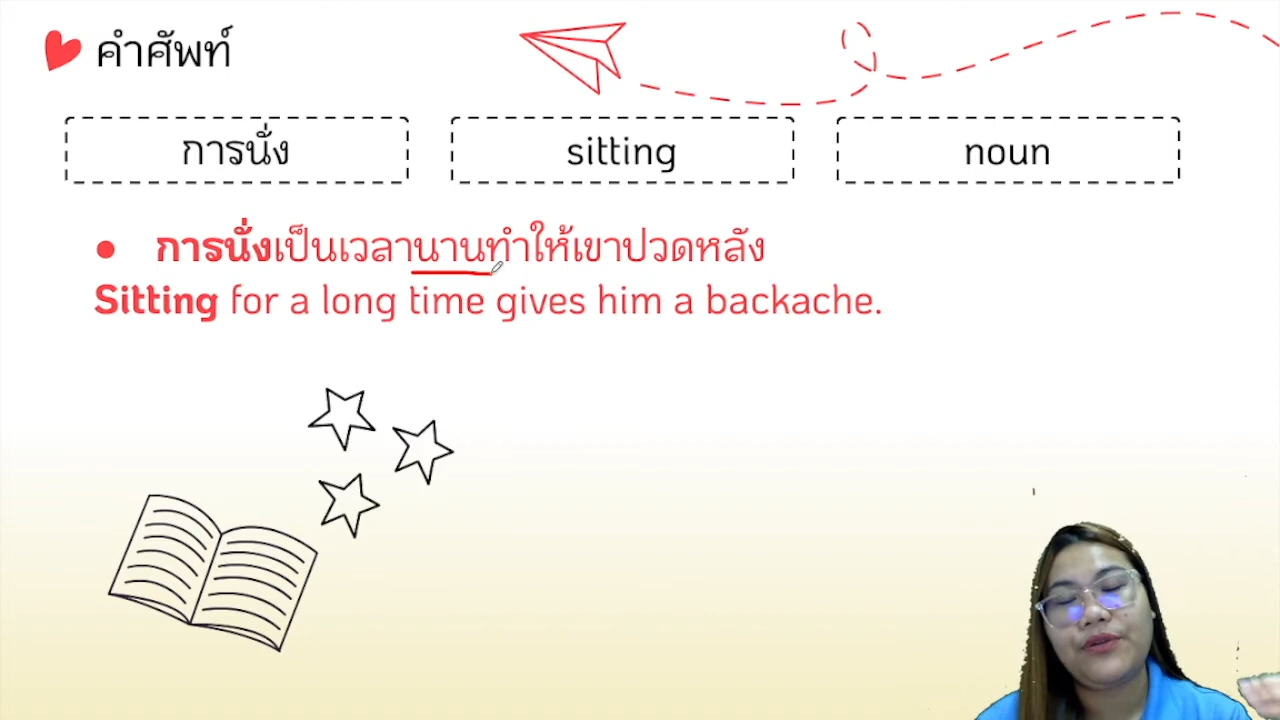 คำศัพท์
การนั่ง sitting noun
● การนั่งเป็นเวลานานทำให้เขาปวดหลัง
Sitting for a long time gives him a backache.